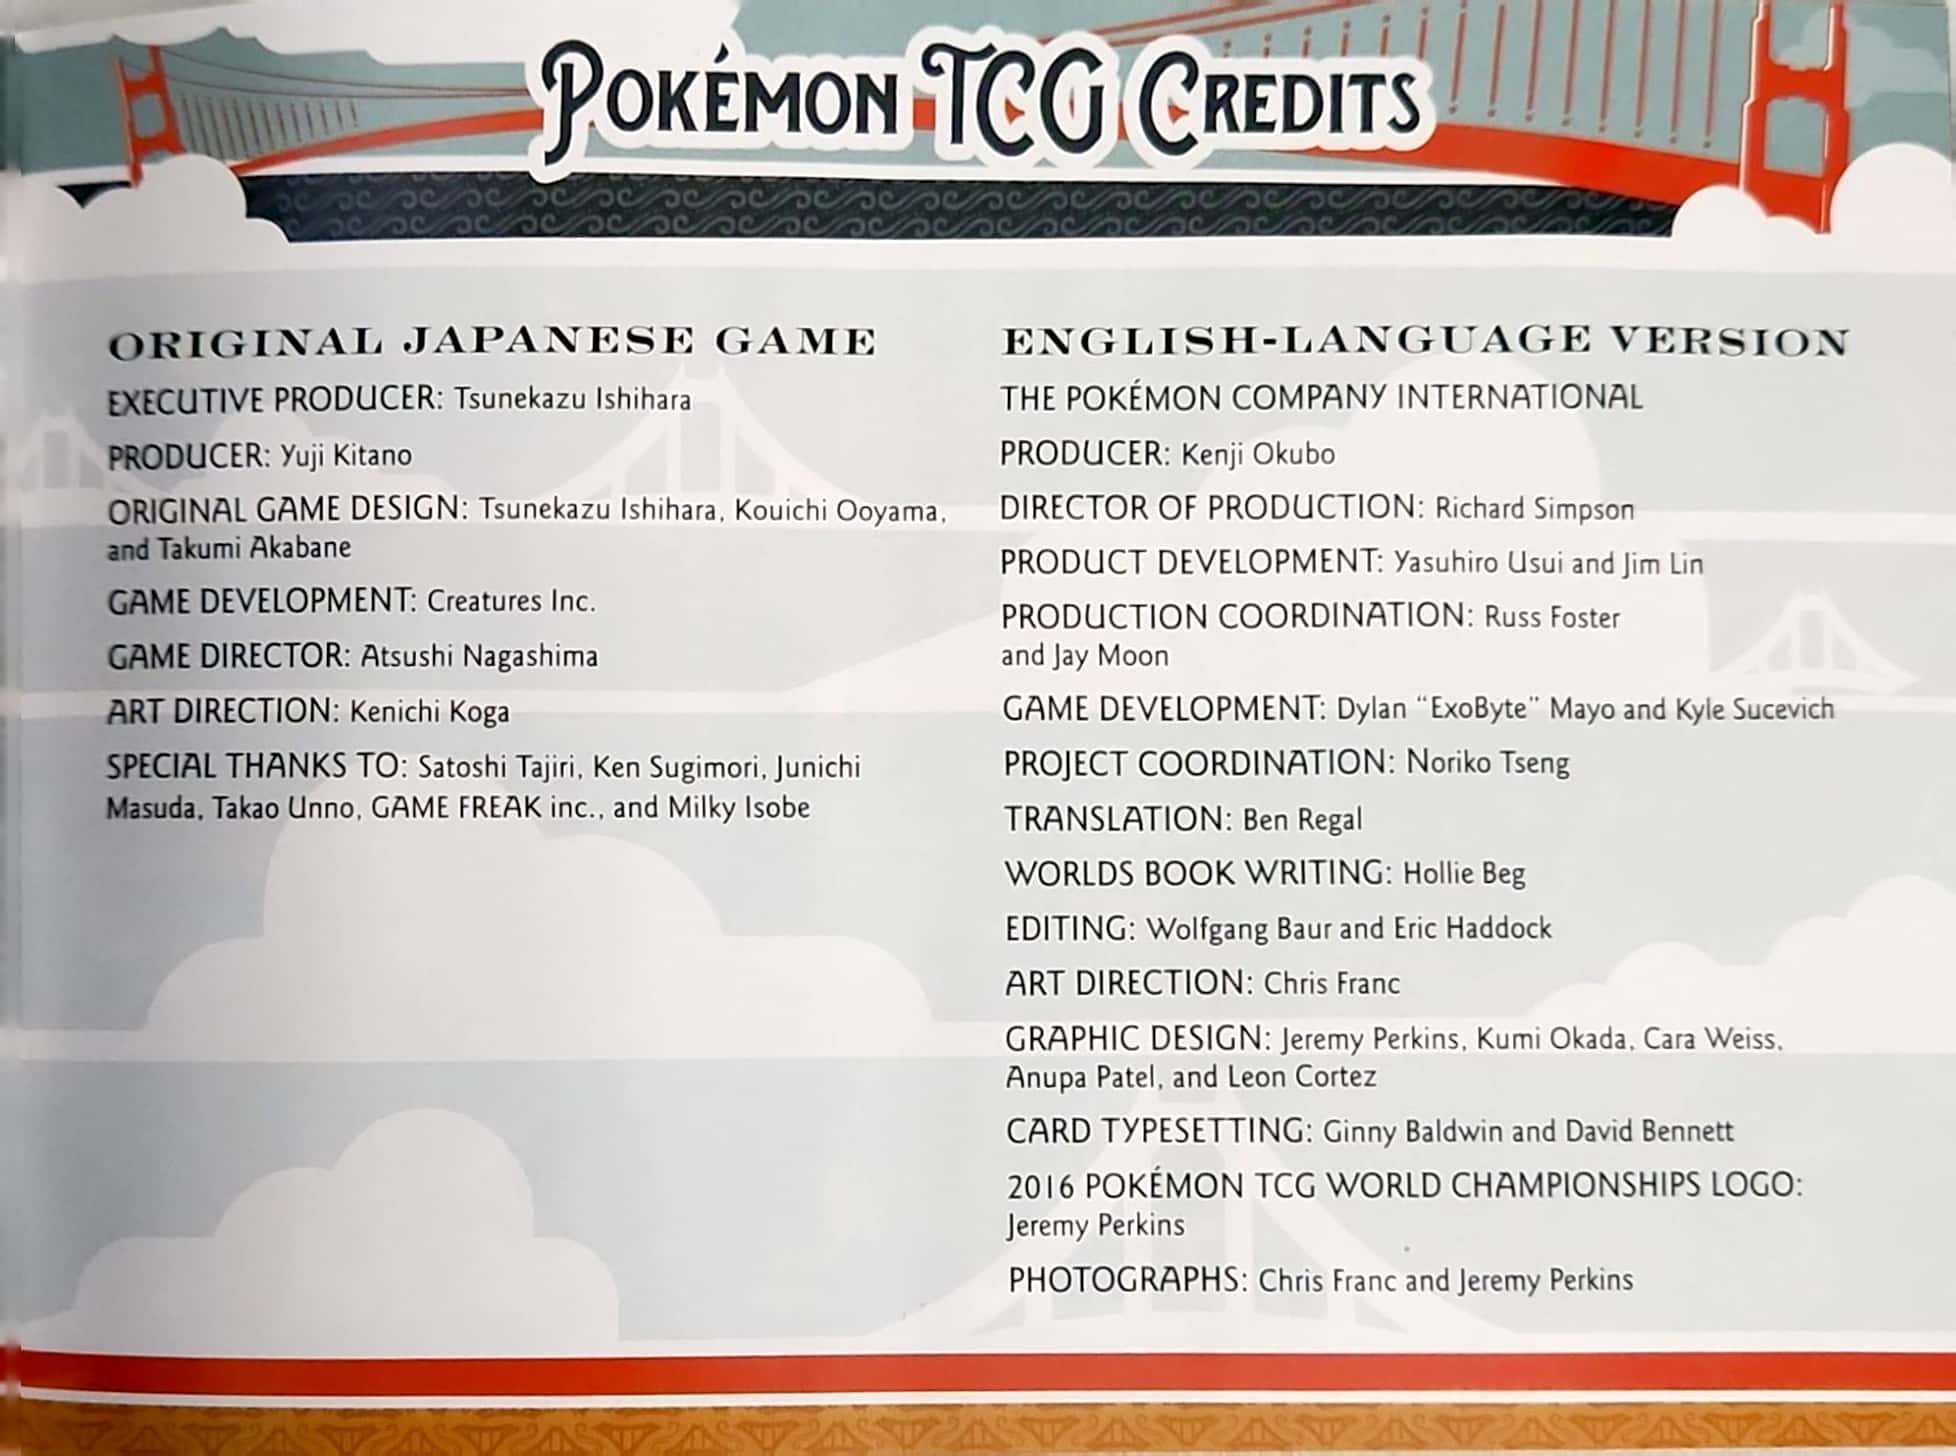 POKÉMON TCG CREDITS
ORIGINAL JAPANESE GAME
EXECUTIVE PRODUCER: Tsunekazu Ishihara
PRODUCER: Yuji Kitano
ORIGINAL GAME DESIGN: Tsunekazu Ishihara, Kouichi Ooyama,
and Takumi Akabane
GAME DEVELOPMENT: Creatures Inc.
GAME DIRECTOR: Atsushi Nagashima
ART DIRECTION: Kenichi Koga
SPECIAL THANKS TO: Satoshi Tajiri, Ken Sugimori, Junichi
Masuda, Takao Unno, GAME FREAK inc., and Milky Isobe
ENGLISH-LANGUAGE VERSION
THE POKÉMON COMPANY INTERNATIONAL
PRODUCER: Kenji Okubo
DIRECTOR OF PRODUCTION: Richard Simpson
PRODUCT DEVELOPMENT: Yasuhiro Usui and Jim Lin
PRODUCTION COORDINATION: Russ Foster
and Jay Moon
GAME DEVELOPMENT: Dylan “ExoByte” Mayo and Kyle Sucevich
PROJECT COORDINATION: Noriko Tseng
TRANSLATION: Ben Regal
WORLDS BOOK WRITING: Hollie Beg
EDITING: Wolfgang Baur and Eric Haddock
ART DIRECTION: Chris Franc
GRAPHIC DESIGN: Jeremy Perkins, Kumi Okada, Cara Weiss,
Anupa Patel, and Leon Cortez
CARD TYPESETTING: Ginny Baldwin and David Bennett
2016 POKÉMON TCG WORLD CHAMPIONSHIPS LOGO:
Jeremy Perkins
PHOTOGRAPHS: Chris Franc and Jeremy Perkins